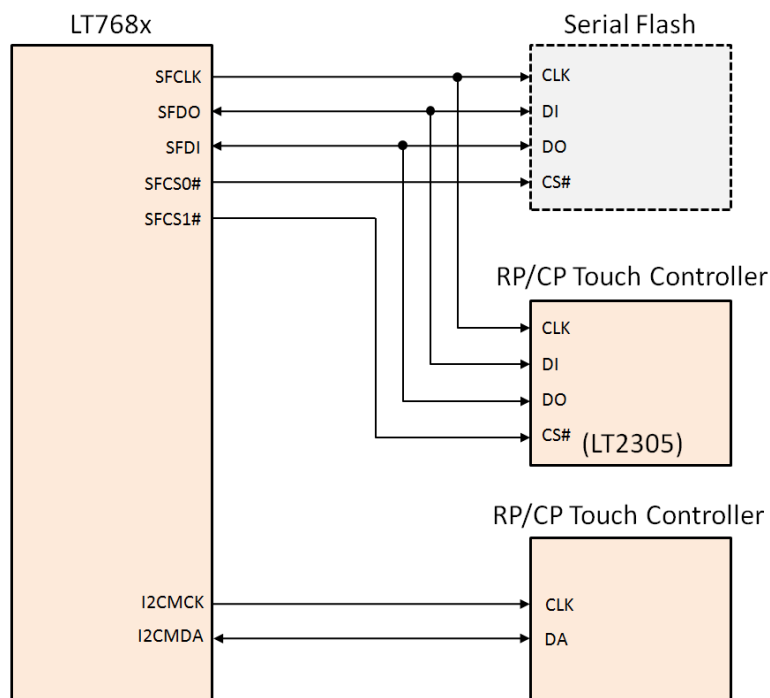 LT768x
Serial Flash
SFCLK
CLK
SFDO
DI
SFDI
DO
SFCS0#
CS#
SFCS1#
RP/CP Touch Controller
CLK
DI
DO
CS#
(LT2305)
RP/CP Touch Controller
I2CMCK
CLK
I2CMDA
DA